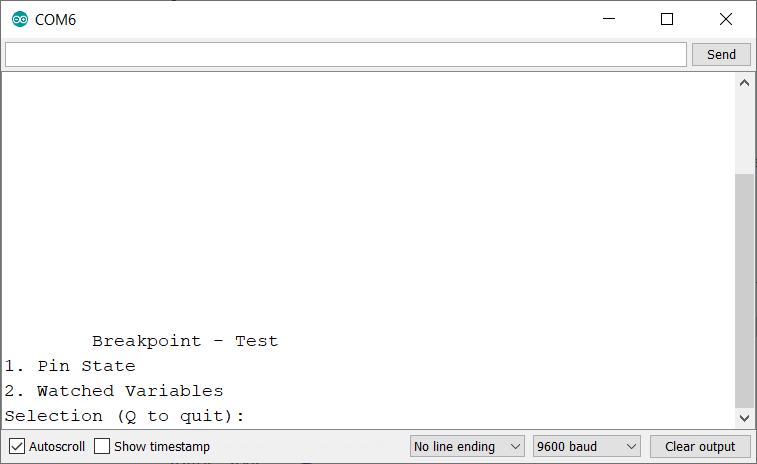 COM6
Send
Breakpoint - Test
1. Pin State
2. Watched Variables
Selection (Q to quit):
Autoscroll Show timestamp No line ending 9600 baud Clear output